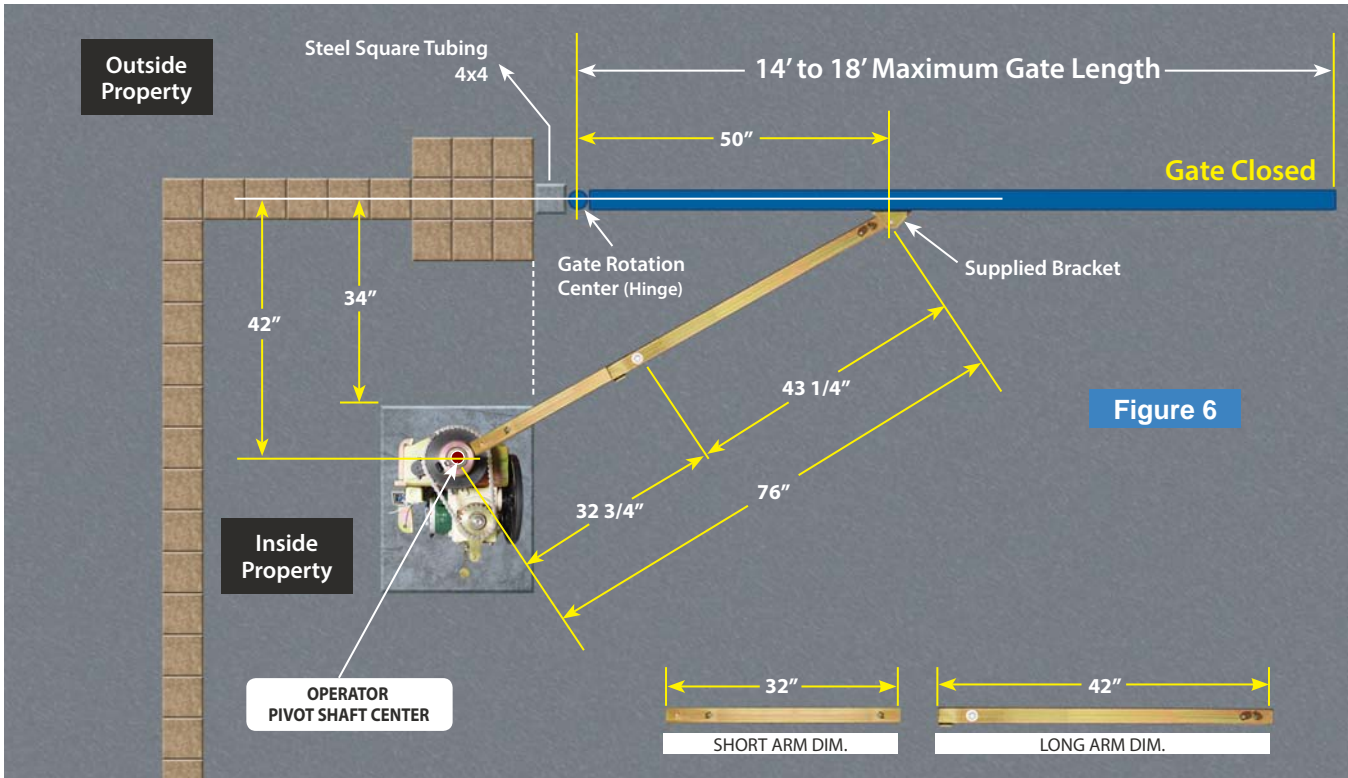 Outside
Property
Steel Square Tubing
4x4
14’ to 18’ Maximum Gate Length
50”
Gate Closed
Gate Rotation
Center (Hinge)
Supplied Bracket
34”
42”
43 1/4”
Figure 6
76”
32 3/4”
Inside
Property
OPERATOR
PIVOT SHAFT CENTER
32”
42”
SHORT ARM DIM.
LONG ARM DIM.